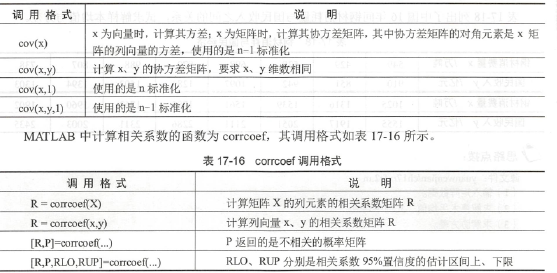 调 用 格 式 说 明
cov(x) x 为向量时，计算其方差；x 为矩阵时，计算其协方差矩阵，其中协方差矩阵的对角元素是 x 矩
阵的列向量的方差，使用的是 n−1 标准化
cov(x,y) 计算 x、y 的协方差矩阵，要求 x、y 维数相同
cov(x,1) 使用的是 n 标准化
cov(x,y,1) 使用的是 n−1 标准化
MATLAB 中计算相关系数的函数为 corrcoef，其调用格式如表 17-16 所示。
表 17-16 corrcoef 调用格式
调 用 格 式 说 明
R = corrcoef(X) 计算矩阵 X 的列元素的相关系数矩阵 R
R = corrcoef(x,y) 计算列向量 x、y 的相关系数矩阵 R
[R,P]=corrcoef(...) P 返回的是不相关的概率矩阵
[R,P,RLO,RUP]=corrcoef(...) RLO、RUP 分别是相关系数 95%置信度的估计区间上、下限